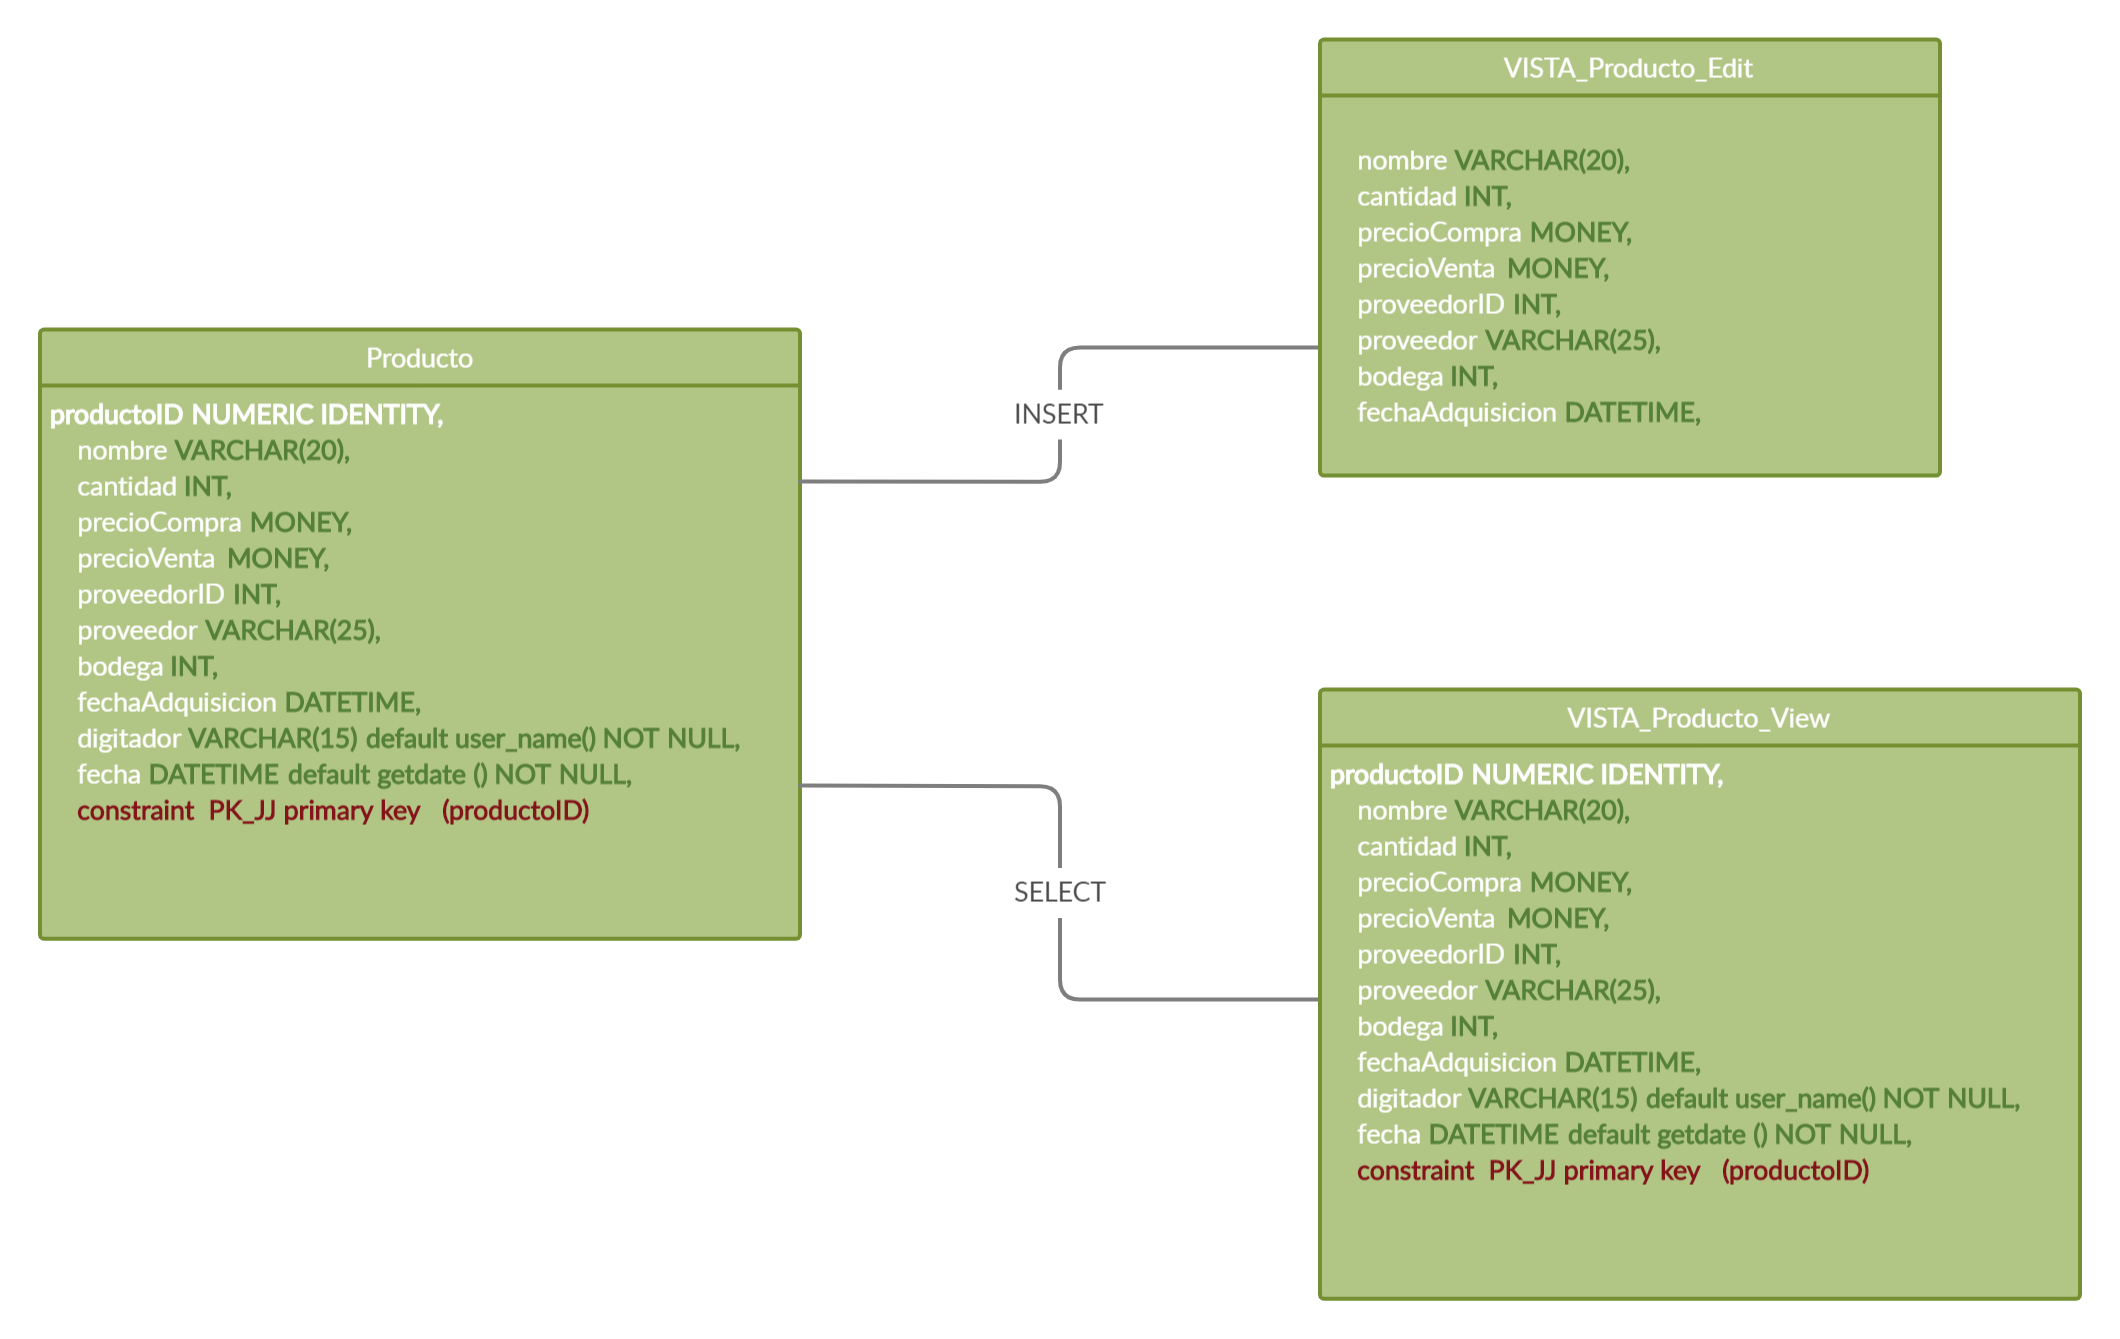 Producto
productoID NUMERIC IDENTITY,
nombre VARCHAR(20),
cantidad INT,
precioCompra MONEY,
precioVenta  MONEY,
proveedorID INT,
proveedor VARCHAR(25),
bodega INT,
fechaAdquisicion DATETIME,
digitador VARCHAR(15) default user_name() NOT NULL,
fecha DATETIME default getdate () NOT NULL,
constraint  PK_JJ primary key   (productoID)
INSERT
SELECT
VISTA_Producto_Edit
nombre VARCHAR(20),
cantidad INT,
precioCompra MONEY,
precioVenta  MONEY,
proveedorID INT,
proveedor VARCHAR(25),
bodega INT,
fechaAdquisicion DATETIME,
VISTA_Producto_View
productoID NUMERIC IDENTITY,
nombre VARCHAR(20),
cantidad INT,
precioCompra MONEY,
precioVenta  MONEY,
proveedorID INT,
proveedor VARCHAR(25),
bodega INT,
fechaAdquisicion DATETIME,
digitador VARCHAR(15) default user_name() NOT NULL,
fecha DATETIME default getdate () NOT NULL,
constraint  PK_JJ primary key   (productoID)